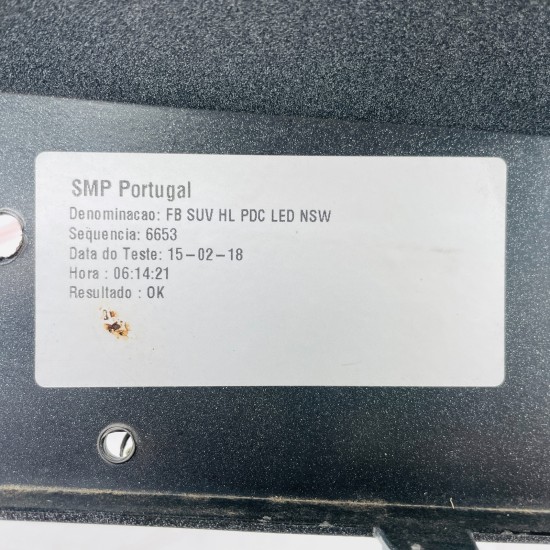 SMP Portugal
Denominacao: FB SUV HL PDC LED NSW
Sequencia: 6653
Data do Teste: 15-02-18
Hora : 06:14:21
Resultado : OK